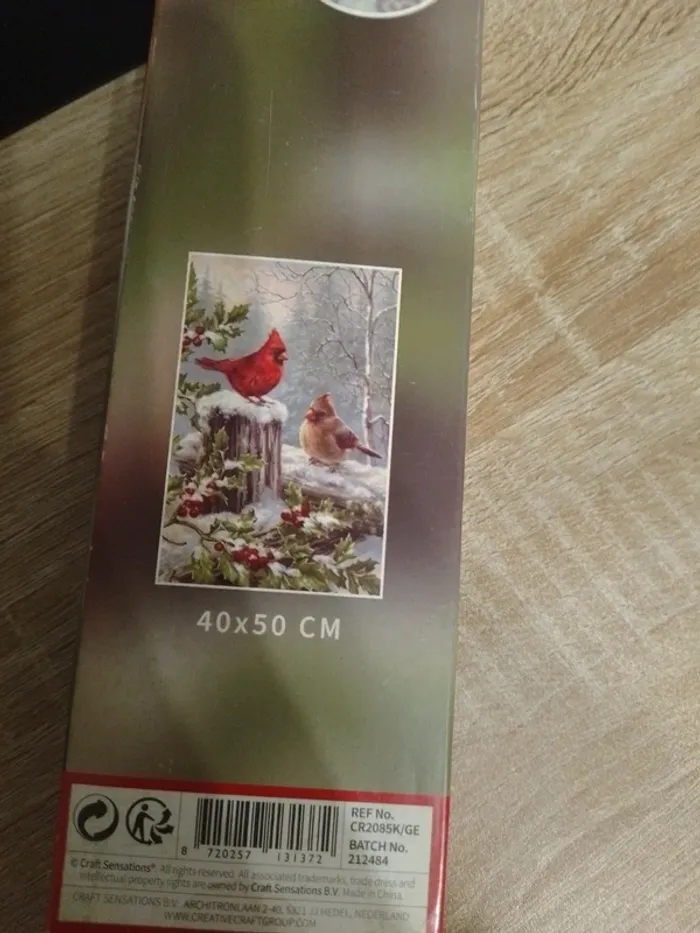 40x50 CM
REF No.
CR2085K/GE
BATCH No.
212484
8 720257 131372
© Craft Sensations®. All rights reserved. All associated trademarks, trade dress and
intellectual property rights are owned by Craft Sensations B.V. Made in China.
CRAFT SENSATIONS B.V. ARCHITRONLAAN 2-40, 5321 JJ HEDEL, NEDERLAND
WWW.CREATIVECRAFTGROUP.COM